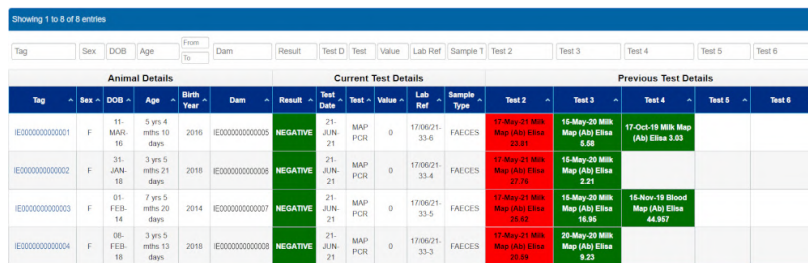 Showing 1 to 8 of 8 entries
From
Tag Sex DOB Age To Dam Result Test D Test Value Lab Ref Sample T Test 2 Test 3 Test 4 Test 5 Test 6
Animal Details Current Test Details Previous Test Details
Tag Sex DOB Age Birth Year Dam Result Test Date Test Value Lab Ref Sample Type Test 2 Test 3 Test 4 Test 5 Test 6
IE0000000000001 F 11-MAR-16 5 yrs 4 mths 10 days 2016 IE0000000000005 NEGATIVE 21-JUN-21 MAP PCR 0 17/06/21-33-6 FAECES 17-May-21 Milk Map (Ab) Elisa 15-May-20 Milk Map (Ab) Elisa 5.58 17-Oct-19 Milk Map (Ab) Elisa 3.03
IE0000000000002 F 31-JAN-18 3 yrs 5 mths 21 days 2018 IE0000000000006 NEGATIVE 21-JUN-21 MAP PCR 0 17/06/21-33-4 FAECES 17-May-21 Milk Map (Ab) Elisa 15-May-20 Milk Map (Ab) Elisa 2.21
IE0000000000003 F 01-FEB-14 7 yrs 5 mths 20 days 2014 IE0000000000007 NEGATIVE 21-JUN-21 MAP PCR 0 17/06/21-33-5 FAECES 17-May-21 Milk Map (Ab) Elisa 15-May-20 Milk Map (Ab) Elisa 16.95 15-Nov-19 Blood Map (Ab) Elisa 44.957
IE0000000000004 F 08-FEB-18 3 yrs 5 mths 13 days 2018 IE0000000000008 NEGATIVE 21-JUN-21 MAP PCR 0 17/06/21-33-3 FAECES 17-May-21 Milk Map (Ab) Elisa 20-May-20 Milk Map (Ab) Elisa 9.23